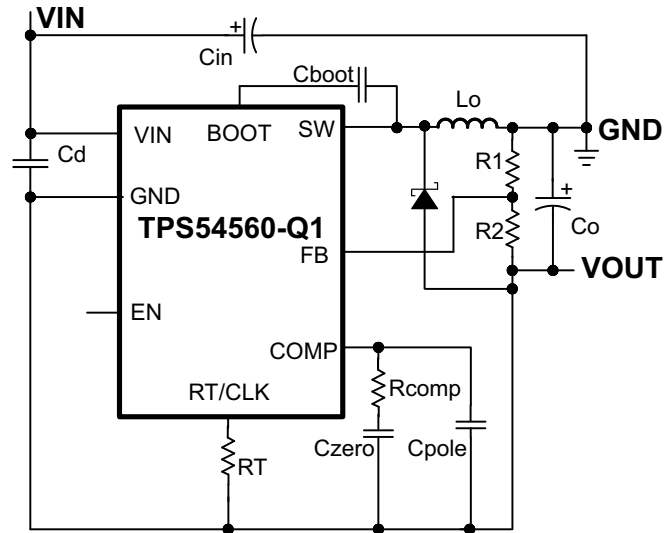 VIN
+
Cin
Cboot
Lo
VIN
BOOT
SW
GND
Cd
R1
GND
+
TPS54560-Q1
R2
Co
FB
VOUT
EN
COMP
RT/CLK
Rcomp
RT
Czero
Cpole